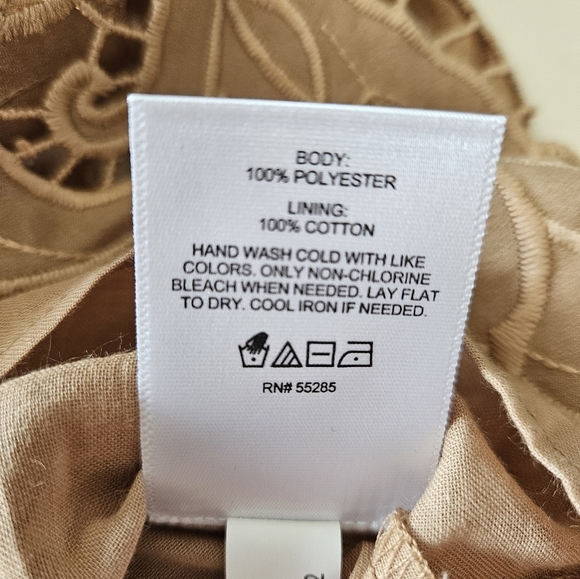 BODY:
100% POLYESTER
LINING:
100% COTTON
HAND WASH COLD WITH LIKE
COLORS. ONLY NON-CHLORINE
BLEACH WHEN NEEDED. LAY FLAT
TO DRY. COOL IRON IF NEEDED.
RN# 55285